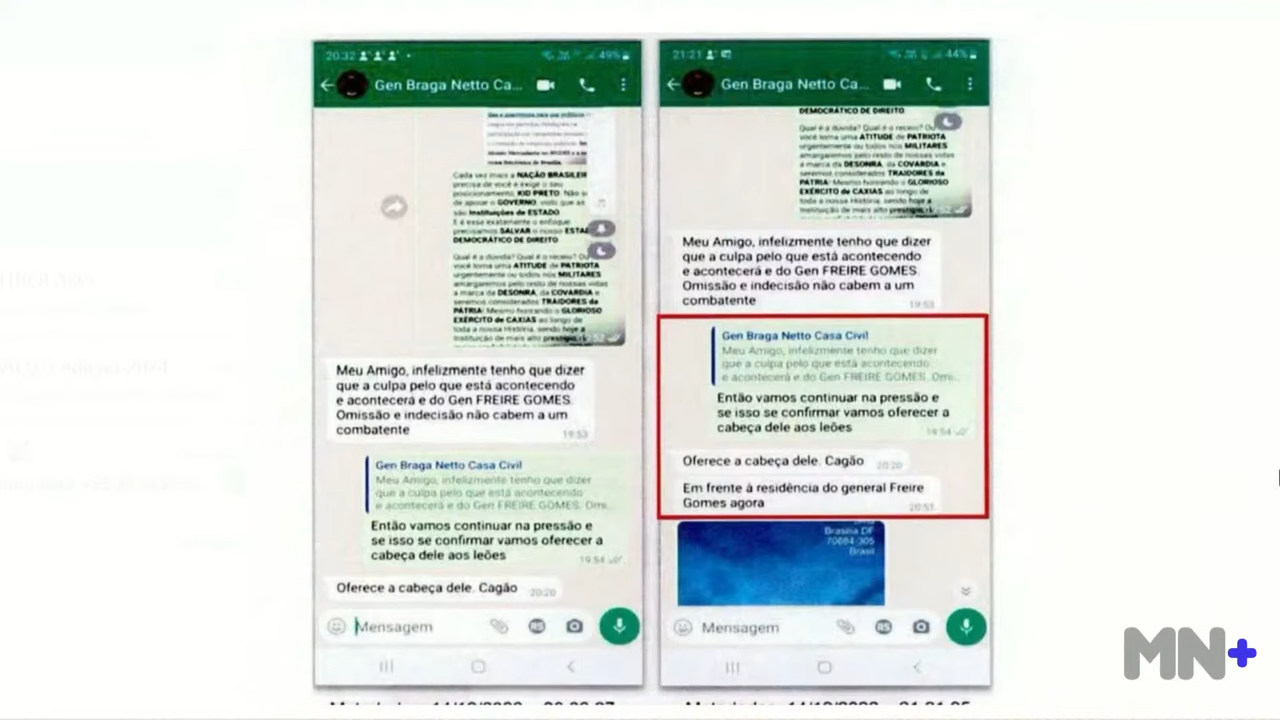 20:32
49%
Gen Braga Netto Ca...
Cada vez mais a NAÇÃO BRASILEIR
precisa de você e exige o seu
posicionamento, KID PRETO. Não s
de apoiar o GOVERNO, visto que as
são Instituições de ESTADO
E é esse exatamente o enfoque
precisamos SALVAR o nosso ESTAD
DEMOCRÁTICO DE DIREITO
Qual é a dúvida? Qual é o receio? Ou
você toma uma ATITUDE de PATRIOTA
urgentemente ou todos nós MILITARES
amargaremos pelo resto de nossas vidas
a marca da DESONRA, da COVARDIA e
seremos considerados TRAIDORES da
PÁTRIA! Mesmo honrando o GLORIOSO
EXÉRCITO de CAXIAS ao longo de
toda a nossa História, sendo hoje a
Instituição de mais alto prestígio,
Meu Amigo, infelizmente tenho que dizer
que a culpa pelo que está acontecendo
e acontecerá e do Gen FREIRE GOMES.
Omissão e indecisão não cabem a um
combatente
19:53
Gen Braga Netto Casa Civil
Meu Amigo, infelizmente tenho que dizer
que a culpa pelo que está acontecendo
e acontecerá e do Gen FREIRE GOMES. Omi...
Então vamos continuar na pressão e
se isso se confirmar vamos oferecer a
cabeça dele aos leões
19:54
Oferece a cabeça dele. Cagão
20:20
Mensagem
21:21
44%
Gen Braga Netto Ca...
DEMOCRÁTICO DE DIREITO
Qual é a dúvida? Qual é o receio? Ou
você toma uma ATITUDE de PATRIOTA
urgentemente ou todos nós MILITARES
amargaremos pelo resto de nossas vidas
a marca da DESONRA, da COVARDIA e
seremos considerados TRAIDORES da
PÁTRIA! Mesmo honrando o GLORIOSO
EXÉRCITO de CAXIAS ao longo de
toda a nossa História, sendo hoje a
Instituição de mais alto prestígio,
Meu Amigo, infelizmente tenho que dizer
que a culpa pelo que está acontecendo
e acontecerá e do Gen FREIRE GOMES.
Omissão e indecisão não cabem a um
combatente
19:53
Gen Braga Netto Casa Civil
Meu Amigo, infelizmente tenho que dizer
que a culpa pelo que está acontecendo
e acontecerá e do Gen FREIRE GOMES. Omi...
Então vamos continuar na pressão e
se isso se confirmar vamos oferecer a
cabeça dele aos leões
19:54
Oferece a cabeça dele. Cagão
20:20
Em frente à residência do general Freire
Gomes agora
20:51
Brasília DF
70684-305
Brasil
Mensagem
MN+